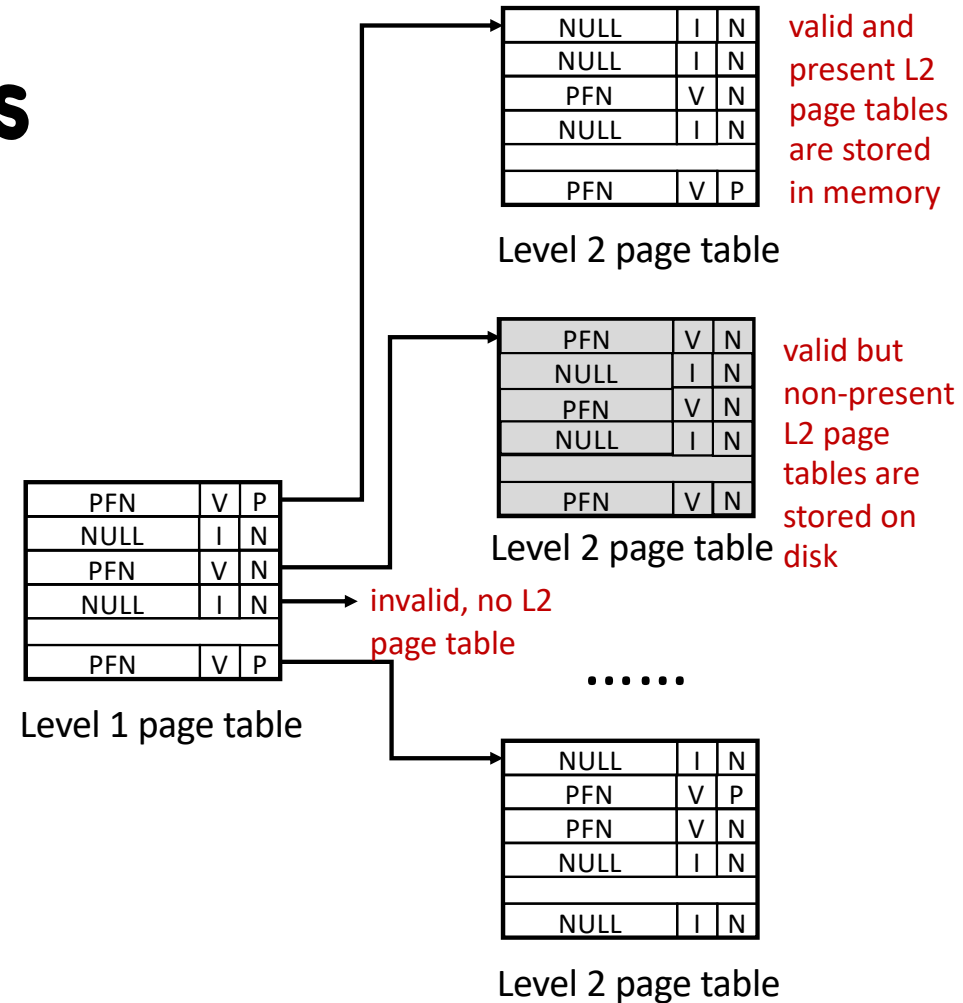 s
NULL I N
NULL I N
PFN V N
NULL I N
PFN V P
valid and
present L2
page tables
are stored
in memory
Level 2 page table
PFN V N
NULL I N
PFN V N
NULL I N
PFN V N
valid but
non-present
L2 page
tables are
stored on
disk
Level 2 page table
PFN V P
NULL I N
PFN V N
NULL I N
PFN V P
invalid, no L2
page table
Level 1 page table
......
NULL I N
PFN V P
PFN V N
NULL I N
NULL I N
Level 2 page table